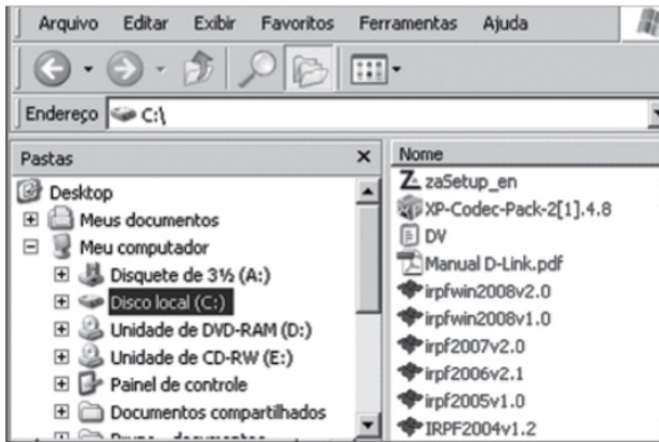 Arquivo Editar Exibir Favoritos Ferramentas Ajuda
Endereço C:\
Pastas
Desktop
Meus documentos
Meu computador
Disquete de 3½ (A:)
Disco local (C:)
Unidade de DVD-RAM (D:)
Unidade de CD-RW (E:)
Painel de controle
Documentos compartilhados
Nome
zaSetup_en
XP-Codec-Pack-2[1].4.8
DV
Manual D-Link.pdf
irpfwin2008v2.0
irpfwin2008v1.0
irpf2007v2.0
irpf2006v2.1
irpf2005v1.0
IRPF2004v1.2